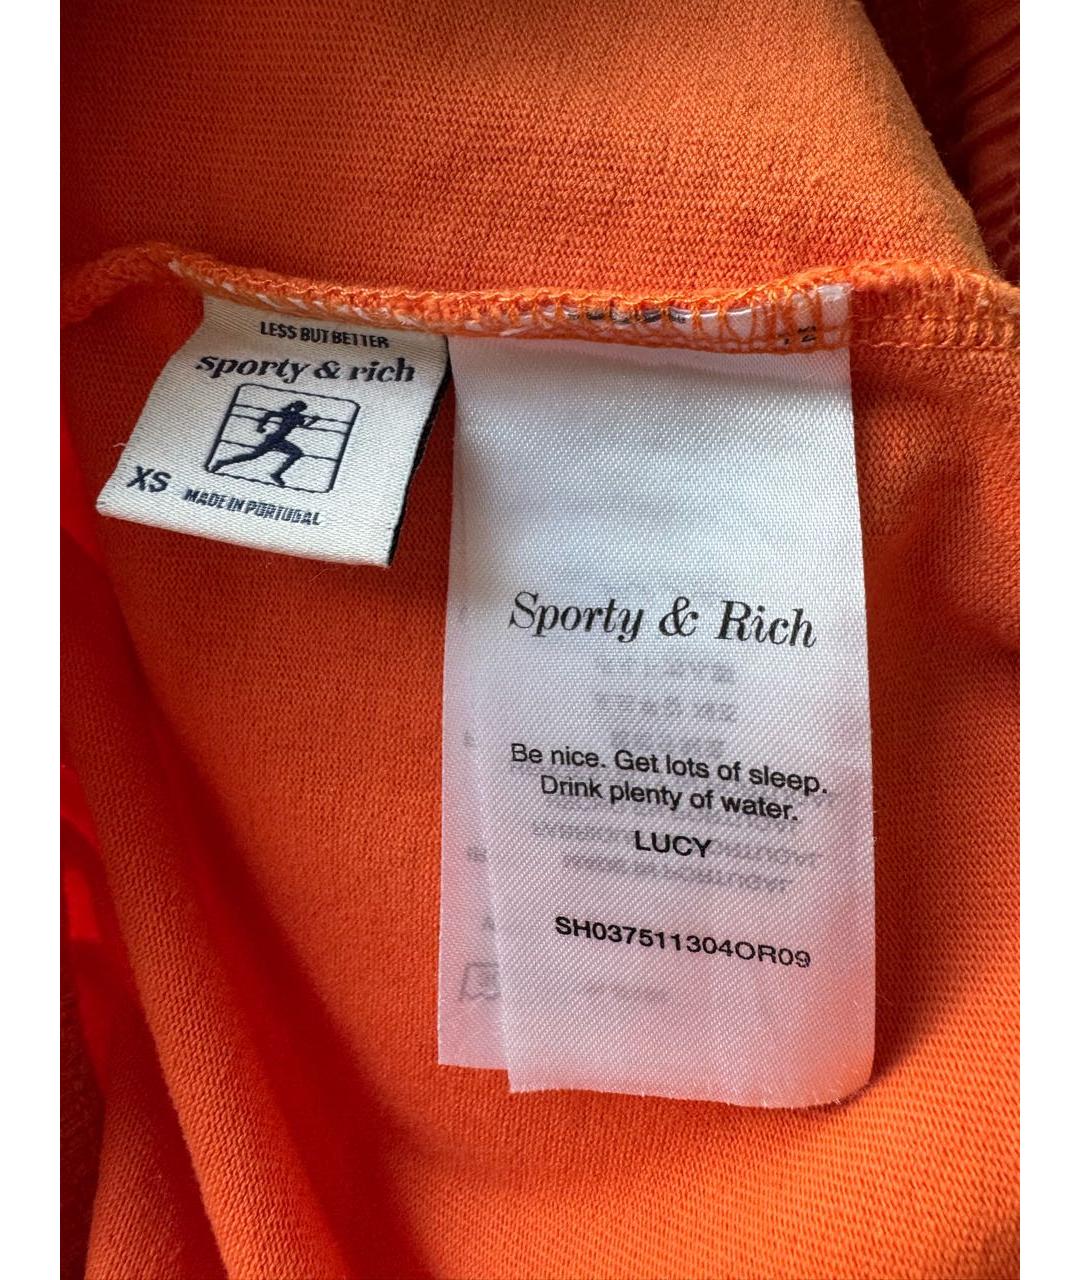 LESS BUT BETTER
sporty & rich
XS
MADE IN PORTUGAL
Sporty & Rich
Be nice. Get lots of sleep.
Drink plenty of water.
LUCY
SH037511304OR09